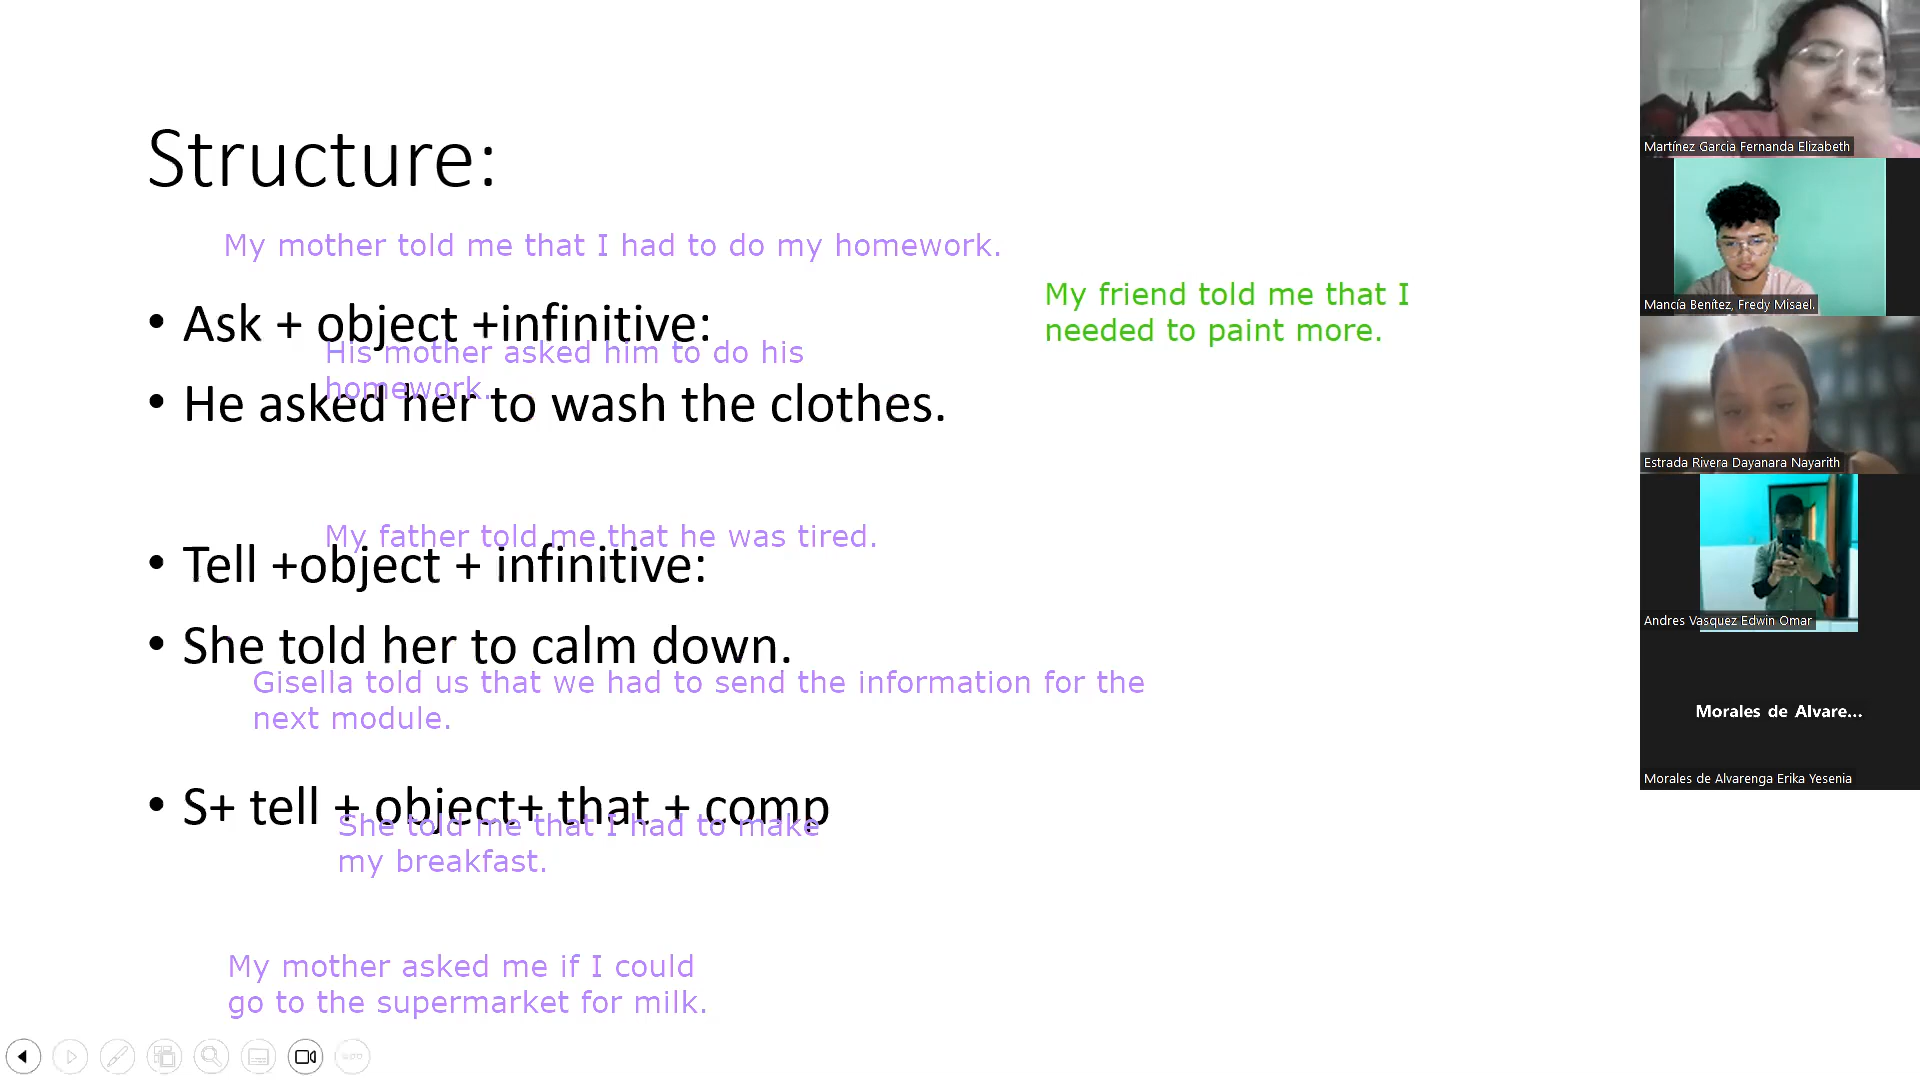 Structure:
My mother told me that I had to do my homework.
• Ask + object +infinitive:
My friend told me that I
needed to paint more.
His mother asked him to do his
homework.
• He asked her to wash the clothes.
My father told me that he was tired.
• Tell +object + infinitive:
• She told her to calm down.
Gisella told us that we had to send the information for the
next module.
• S+ tell + object+ that + comp
She told me that I had to make
my breakfast.
My mother asked me if I could
go to the supermarket for milk.
Martínez Garcia Fernanda Elizabeth
Mancía Benítez, Fredy Misael.
Estrada Rivera Dayanara Nayarith
Andres Vasquez Edwin Omar
Morales de Alvare...
Morales de Alvarenga Erika Yesenia